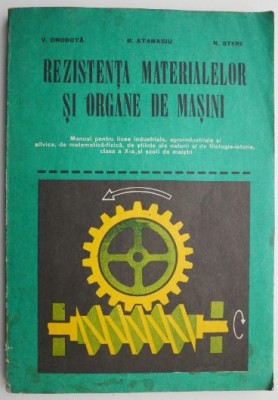 V. DROBOTĂ M. ATANASIU N. STERE
REZISTENȚA MATERIALELOR
ȘI ORGANE DE MAȘINI
Manual pentru licee industriale, agroindustriale și
silvice, de matematică-fizică, de științe ale naturii și de filologie-istorie,
clasa a X-a, și școli de maiștri